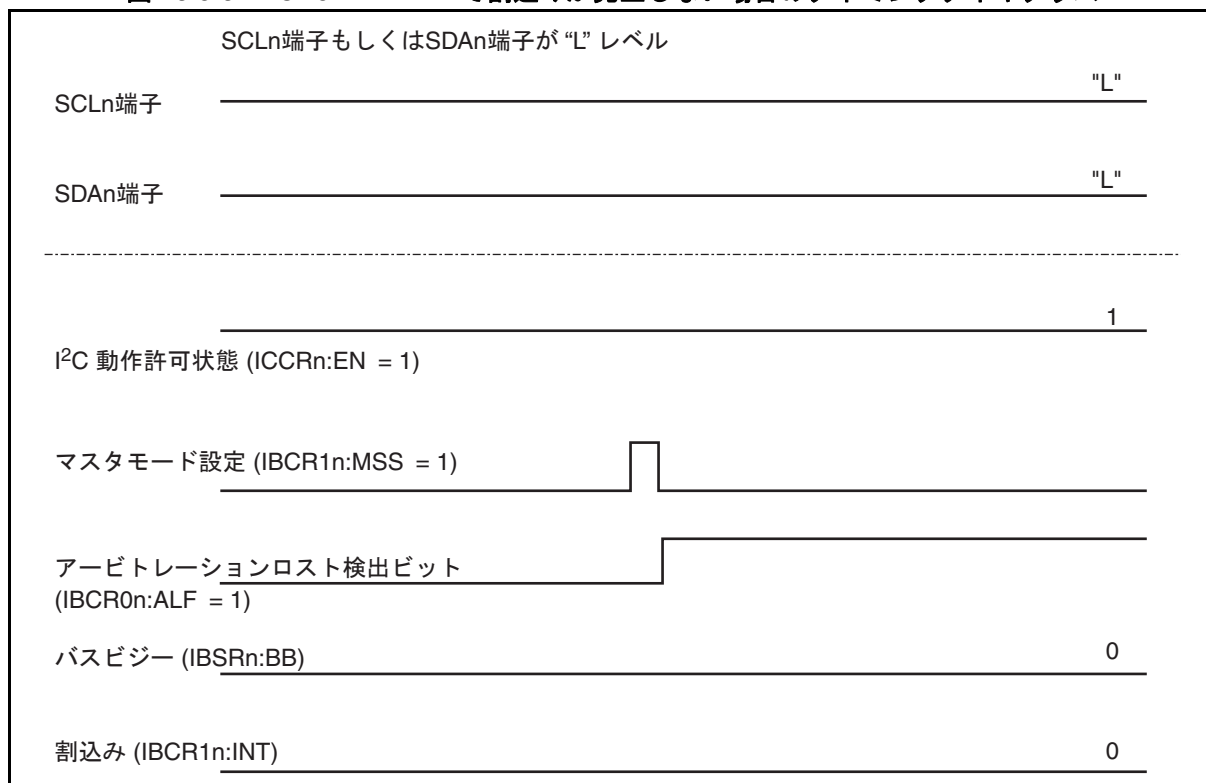 SCLn端子もしくはSDAn端子が “L” レベル
"L"
SCLn端子
"L"
SDAn端子
1
I²C 動作許可状態 (ICCRn:EN = 1)
マスタモード設定 (IBCR1n:MSS = 1)
アービトレーションロスト検出ビット
(IBCR0n:ALF = 1)
バスビジー (IBSRn:BB)
0
割込み (IBCR1n:INT)
0